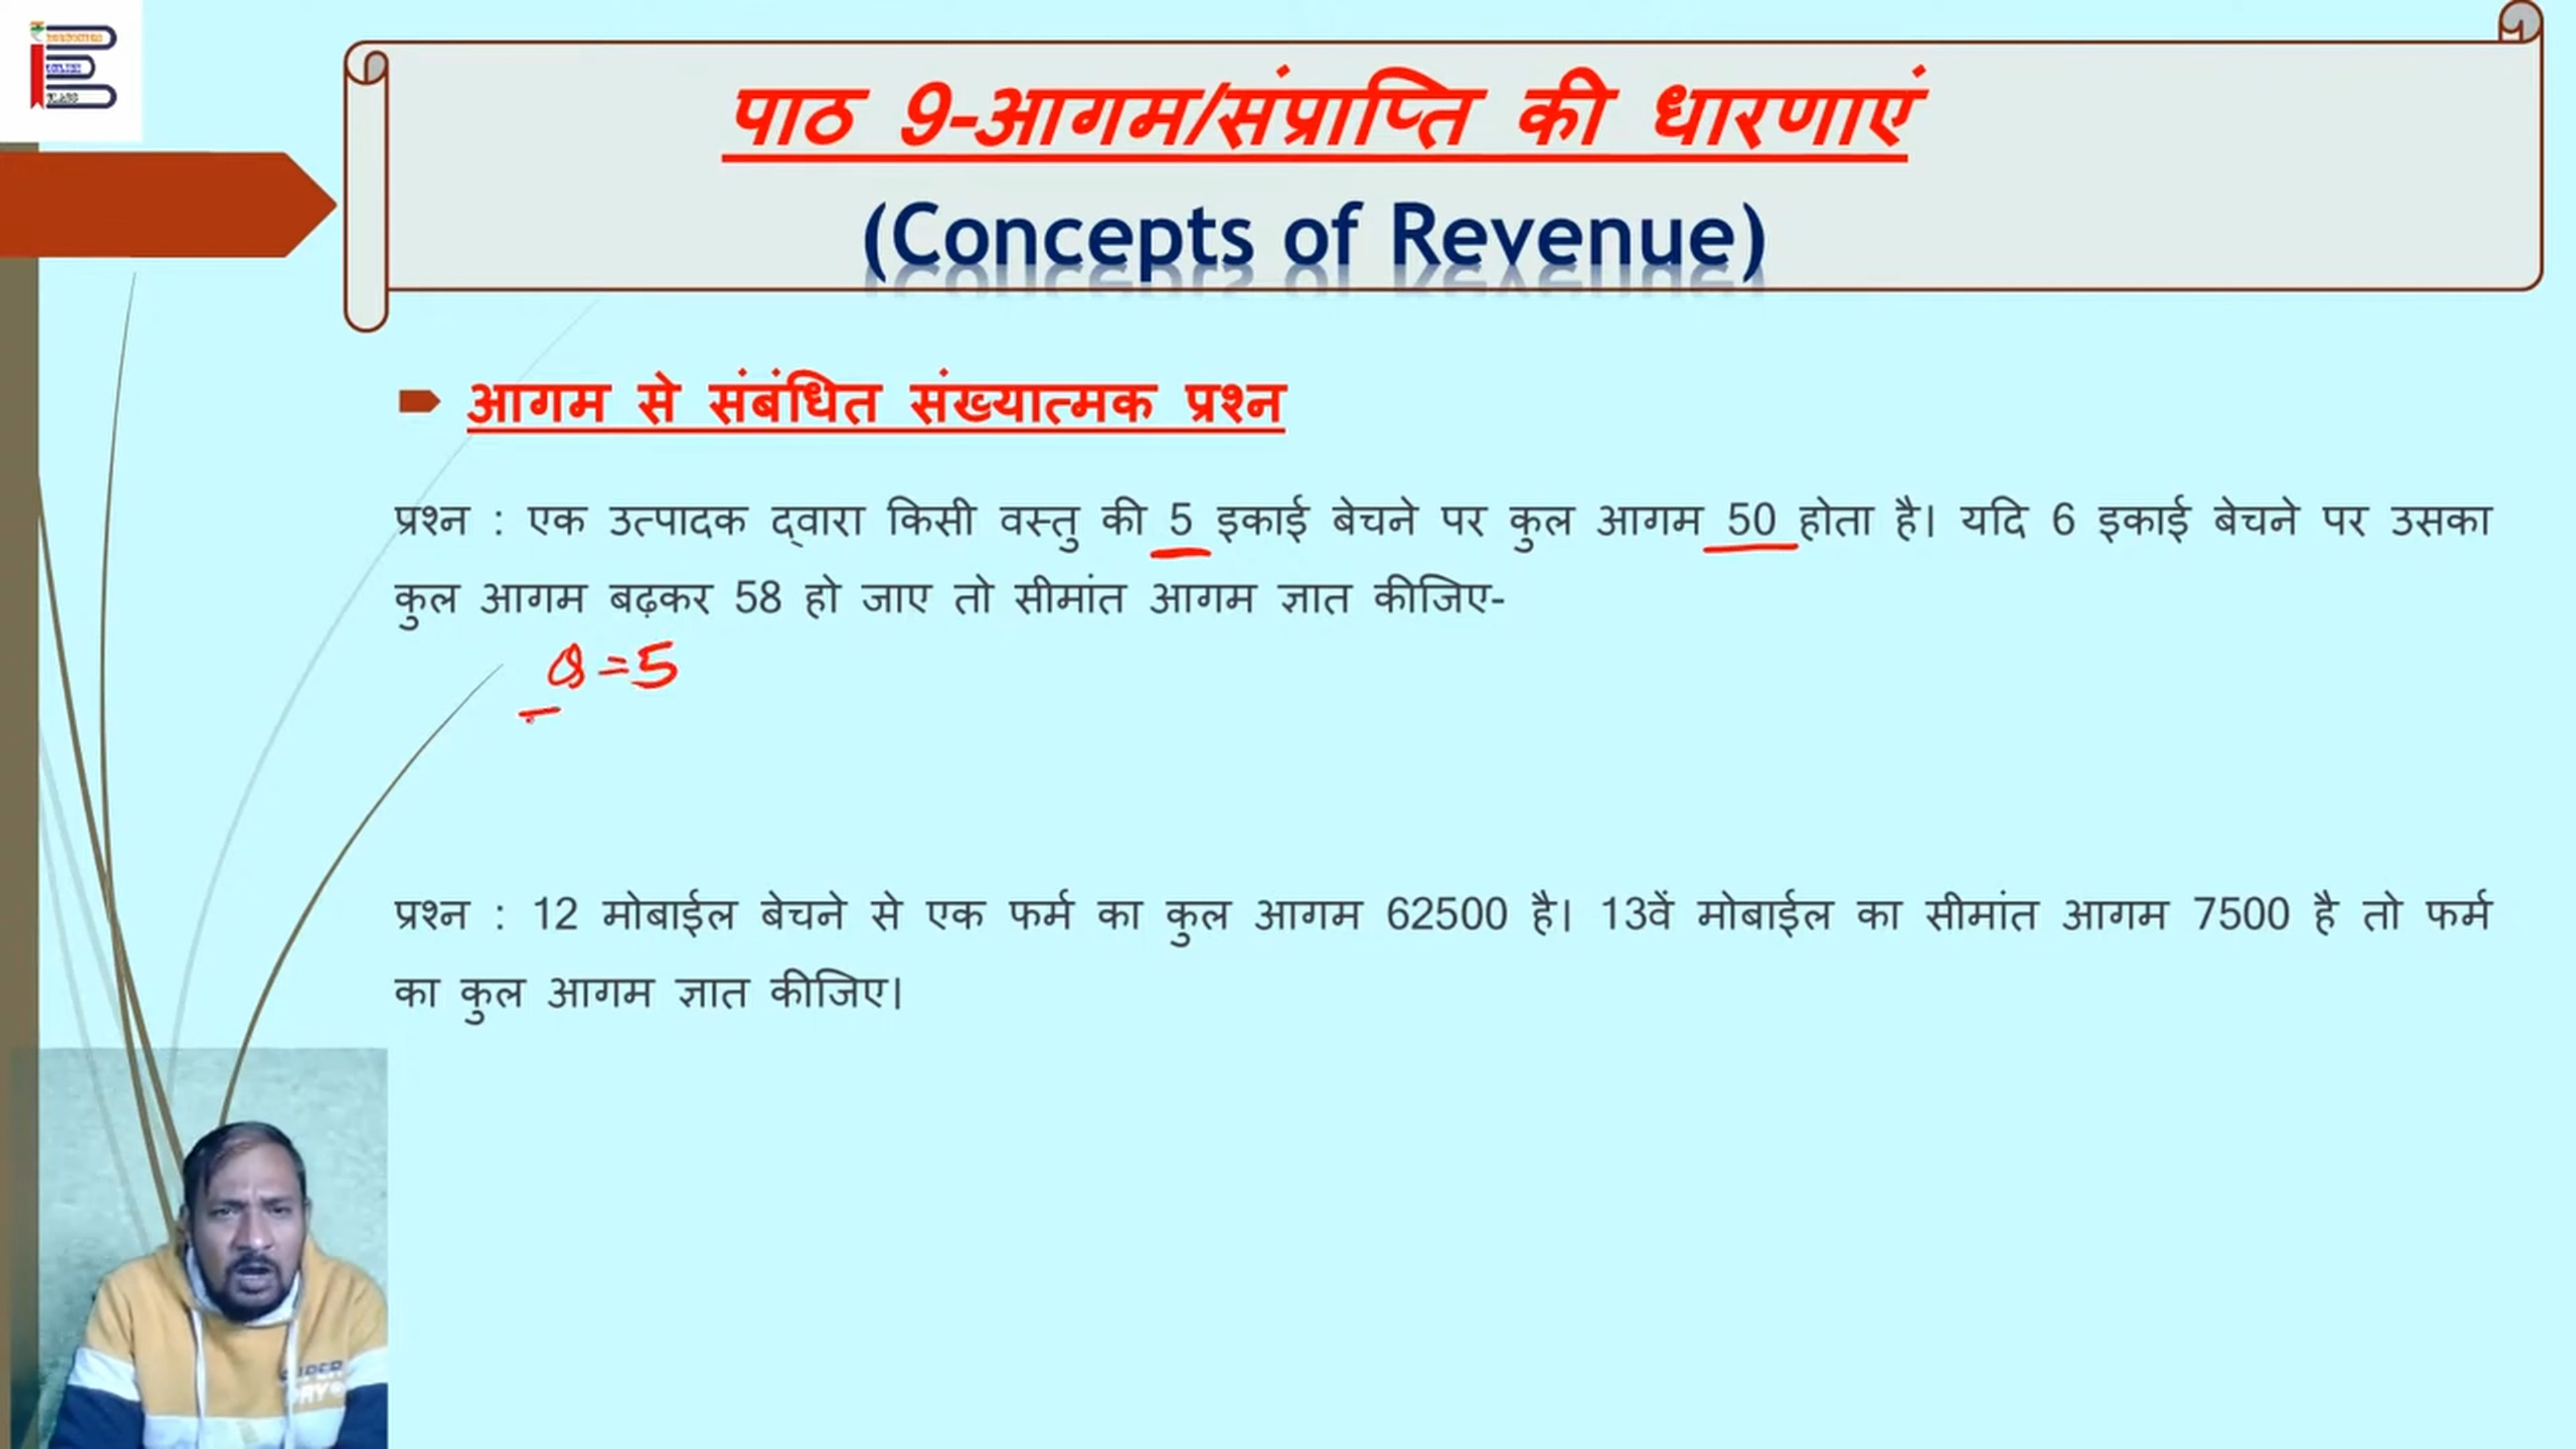 पाठ 9-आगम/संप्राप्ति की धारणाएं
(Concepts of Revenue)
आगम से संबंधित संख्यात्मक प्रश्न
प्रश्न : एक उत्पादक द्वारा किसी वस्तु की 5 इकाई बेचने पर कुल आगम 50 होता है। यदि 6 इकाई बेचने पर उसका
कुल आगम बढ़कर 58 हो जाए तो सीमांत आगम ज्ञात कीजिए-
Q=5
प्रश्न : 12 मोबाईल बेचने से एक फर्म का कुल आगम 62500 है। 13वें मोबाईल का सीमांत आगम 7500 है तो फर्म
का कुल आगम ज्ञात कीजिए।